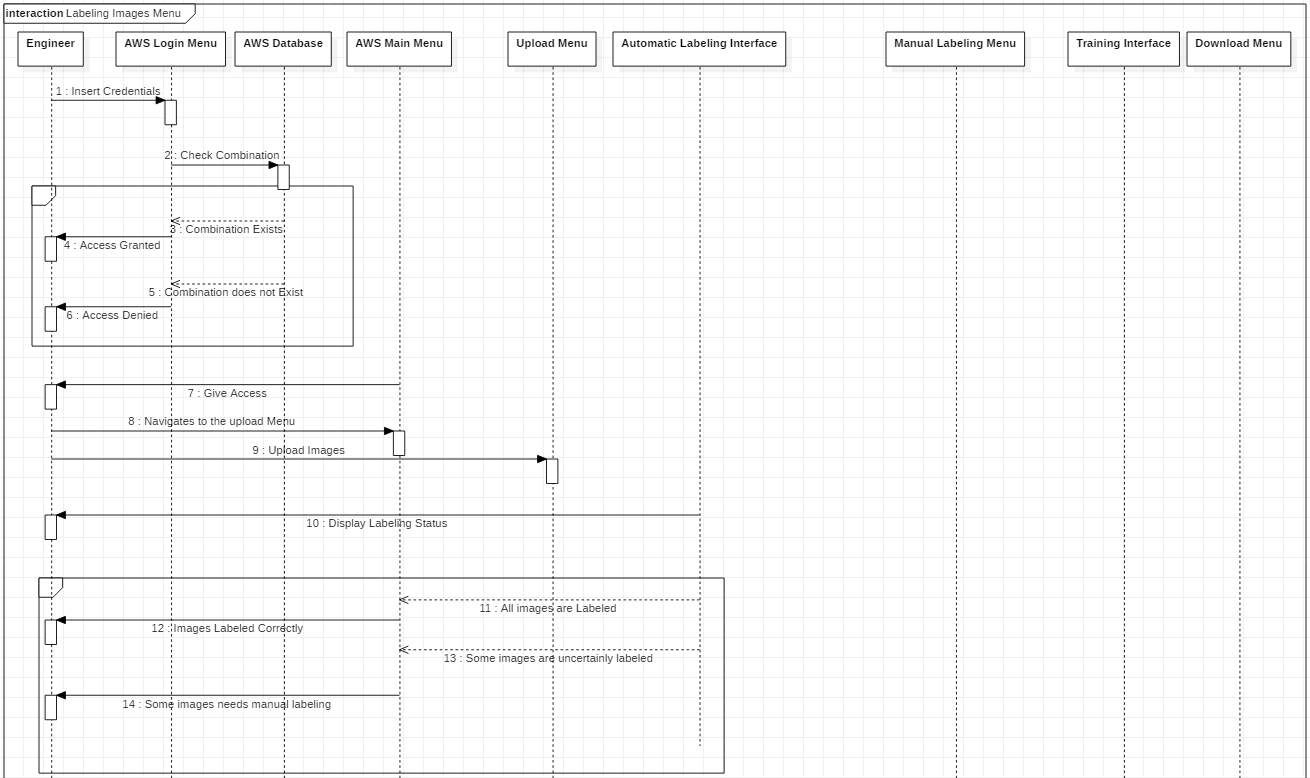 interaction Labeling Images Menu
Engineer
AWS Login Menu
AWS Database
AWS Main Menu
Upload Menu
Automatic Labeling Interface
Manual Labeling Menu
Training Interface
Download Menu
1 : Insert Credentials
2 : Check Combination
3 : Combination Exists
4 : Access Granted
5 : Combination does not Exist
6 : Access Denied
7 : Give Access
8 : Navigates to the upload Menu
9 : Upload Images
10 : Display Labeling Status
11 : All images are Labeled
12 : Images Labeled Correctly
13 : Some images are uncertainly labeled
14 : Some images needs manual labeling